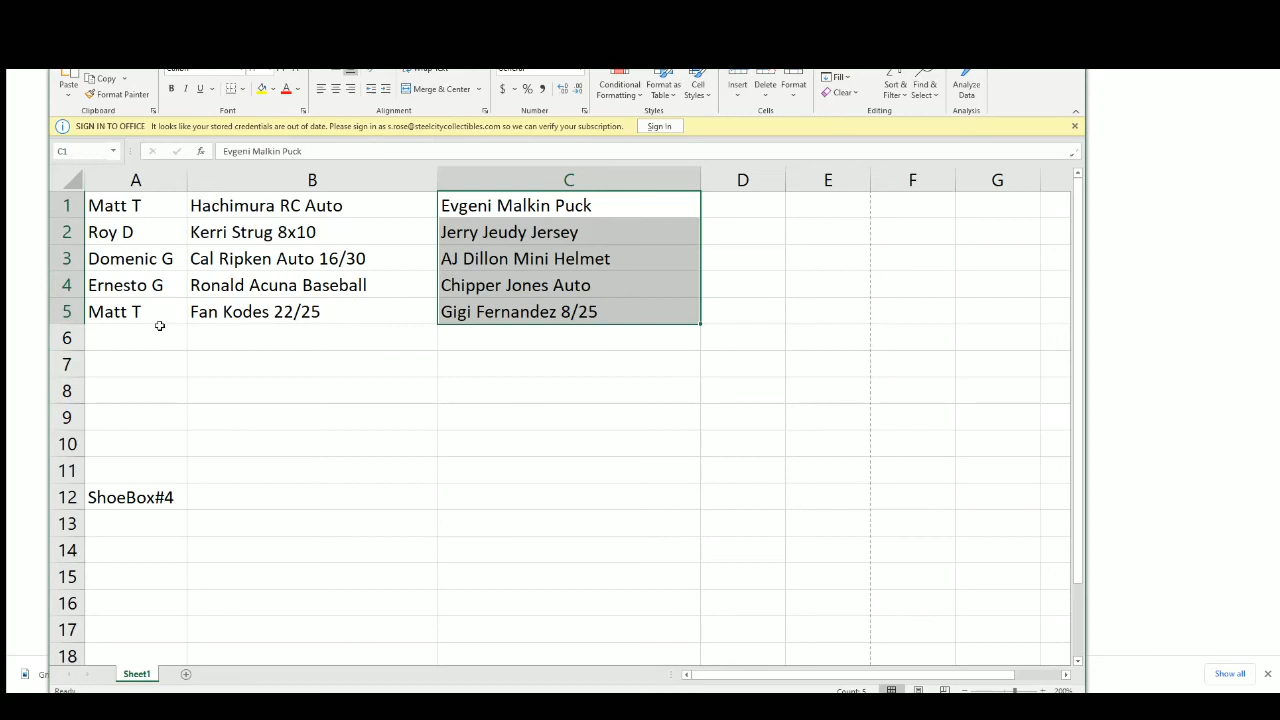 Paste
Copy
Format Painter
B I U
Merge & Center
General
$ % 9
Conditional Formatting
Format as Table
Cell Styles
Insert
Delete
Format
Fill
Clear
Sort & Filter
Find & Select
Analyze Data
Clipboard
Font
Alignment
Number
Styles
Cells
Editing
Analysis
SIGN IN TO OFFICE It looks like your stored credentials are out of date. Please sign in as s.rose@steelcitycollectibles.com so we can verify your subscription. Sign In
C1 fx Evgeni Malkin Puck
A B C D E F G
1 Matt T Hachimura RC Auto Evgeni Malkin Puck
2 Roy D Kerri Strug 8x10 Jerry Jeudy Jersey
3 Domenic G Cal Ripken Auto 16/30 AJ Dillon Mini Helmet
4 Ernesto G Ronald Acuna Baseball Chipper Jones Auto
5 Matt T Fan Kodes 22/25 Gigi Fernandez 8/25
6
7
8
9
10
11
12 ShoeBox#4
13
14
15
16
17
18
Sheet1
Show all
Ready
Count: 5
200%